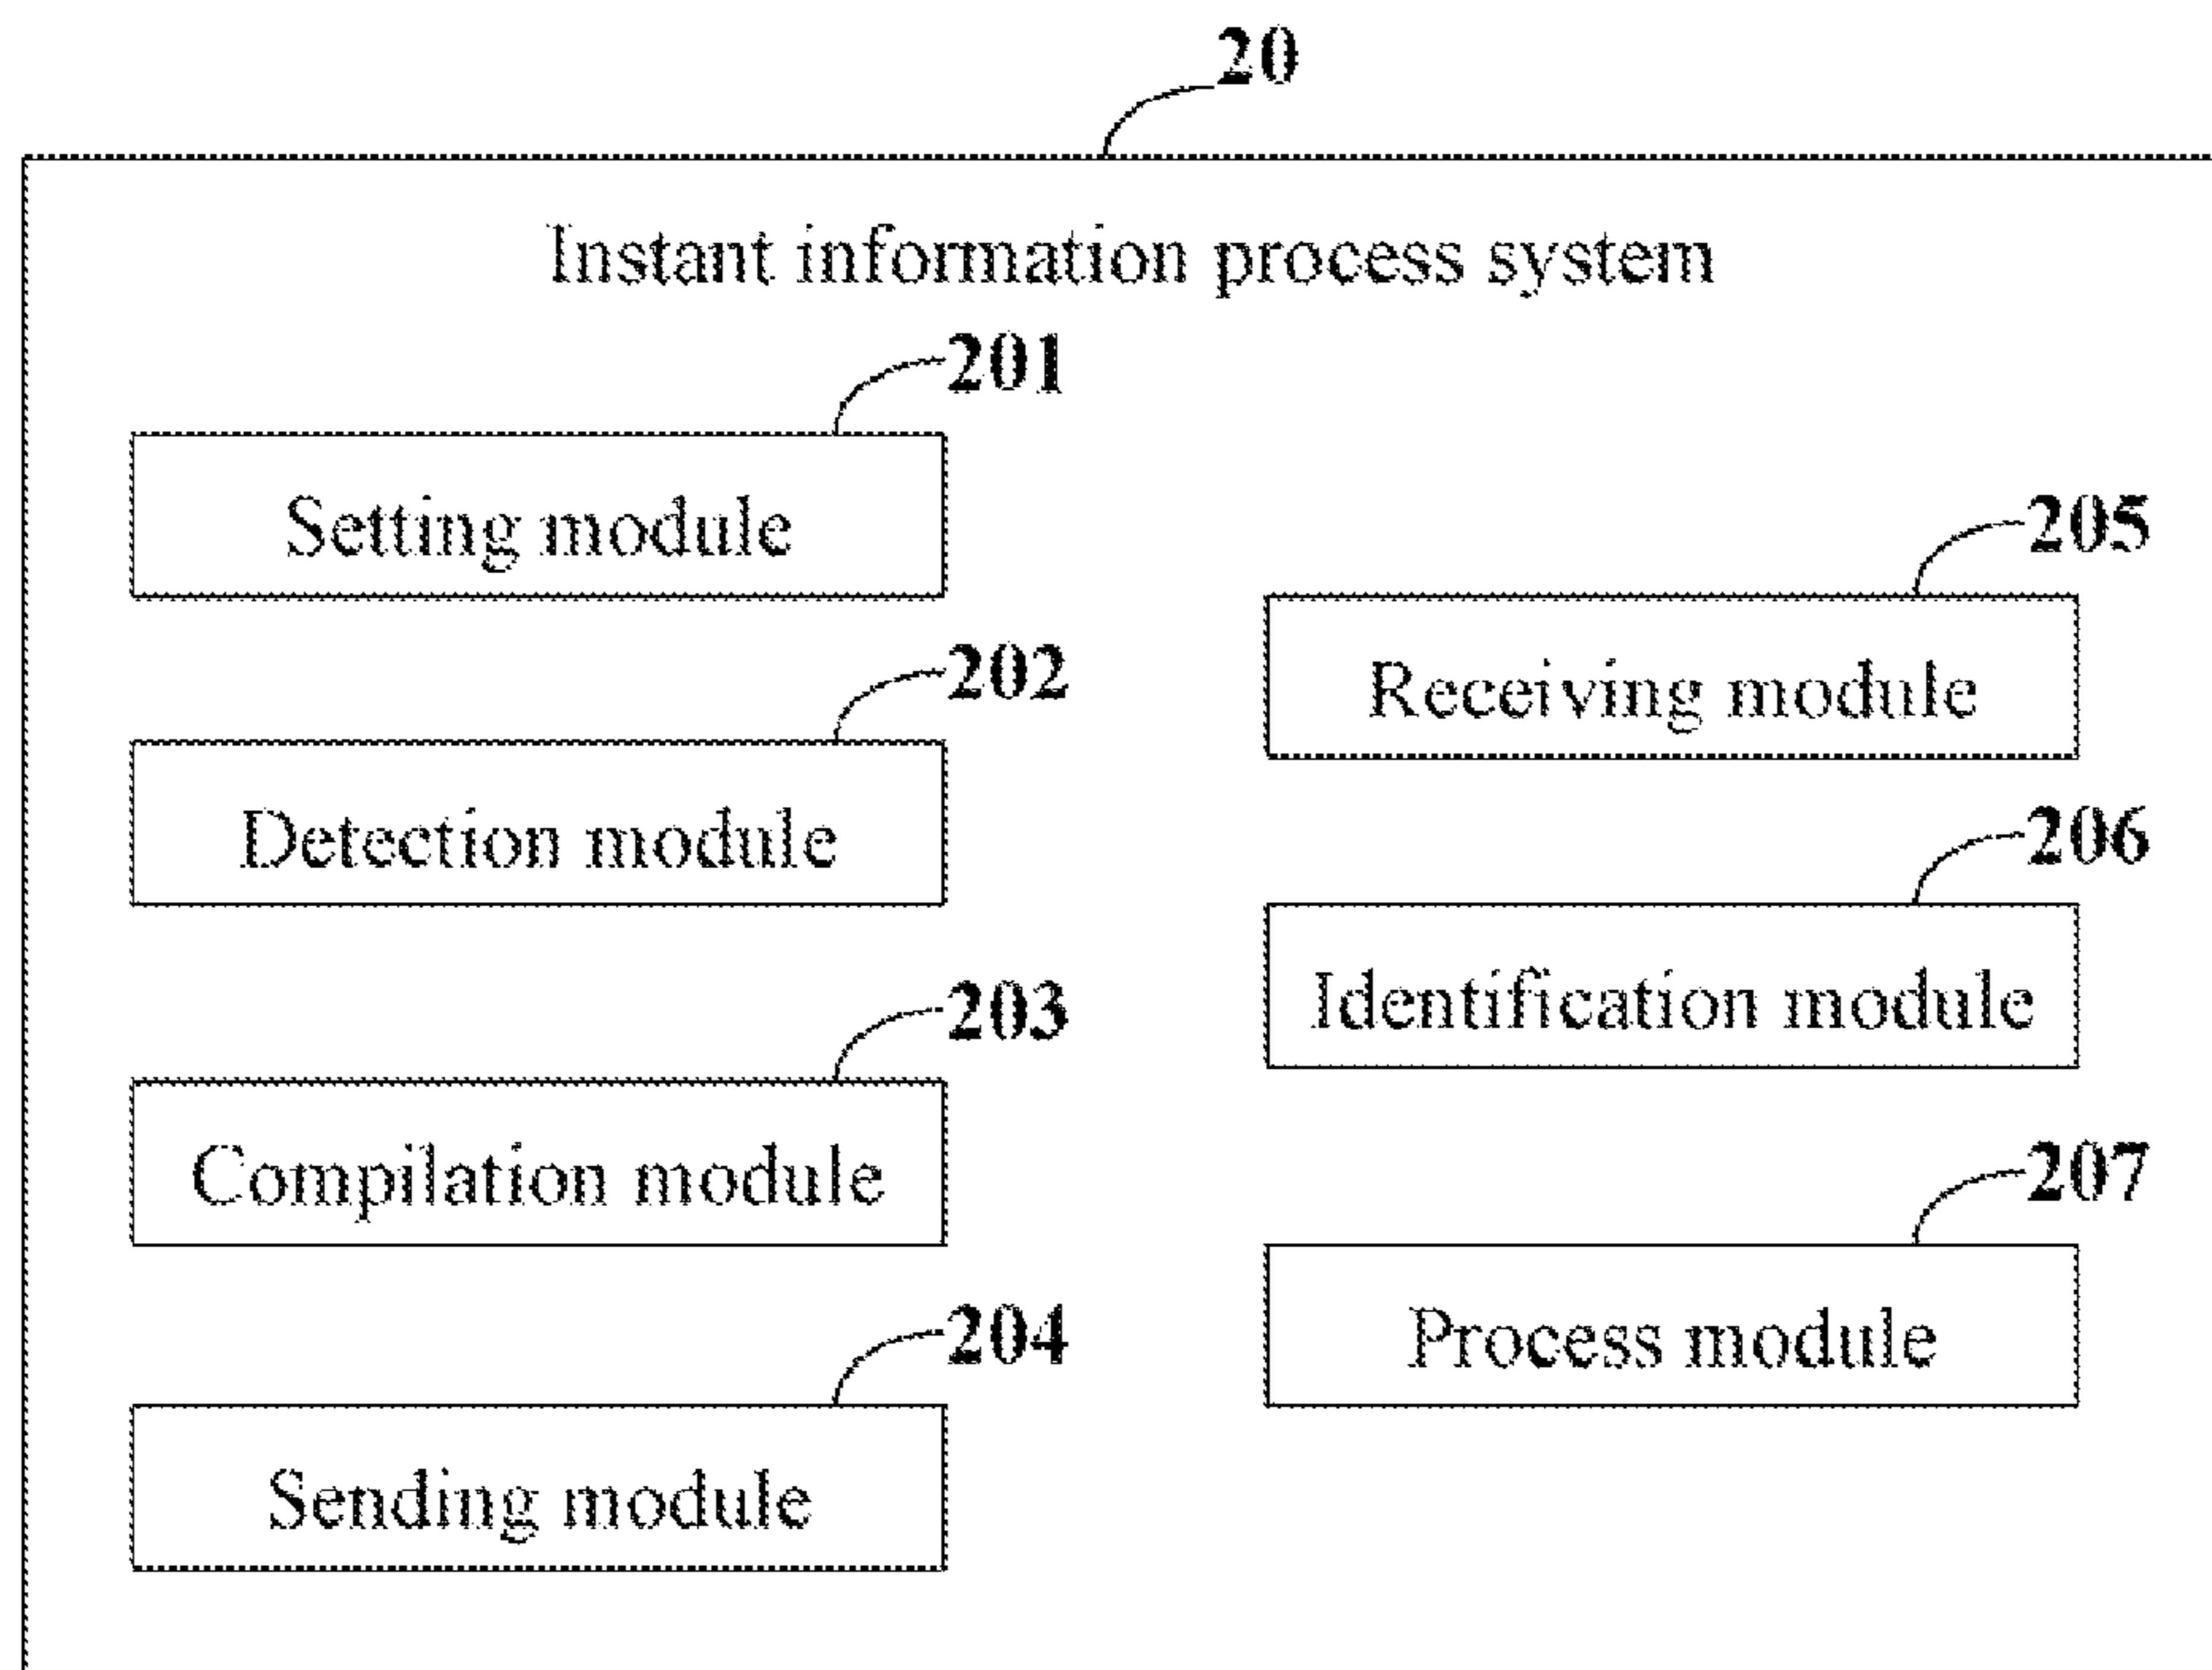 20
Instant information process system
201
Setting module
202
Detection module
203
Compilation module
204
Sending module
205
Receiving module
206
Identification module
207
Process module